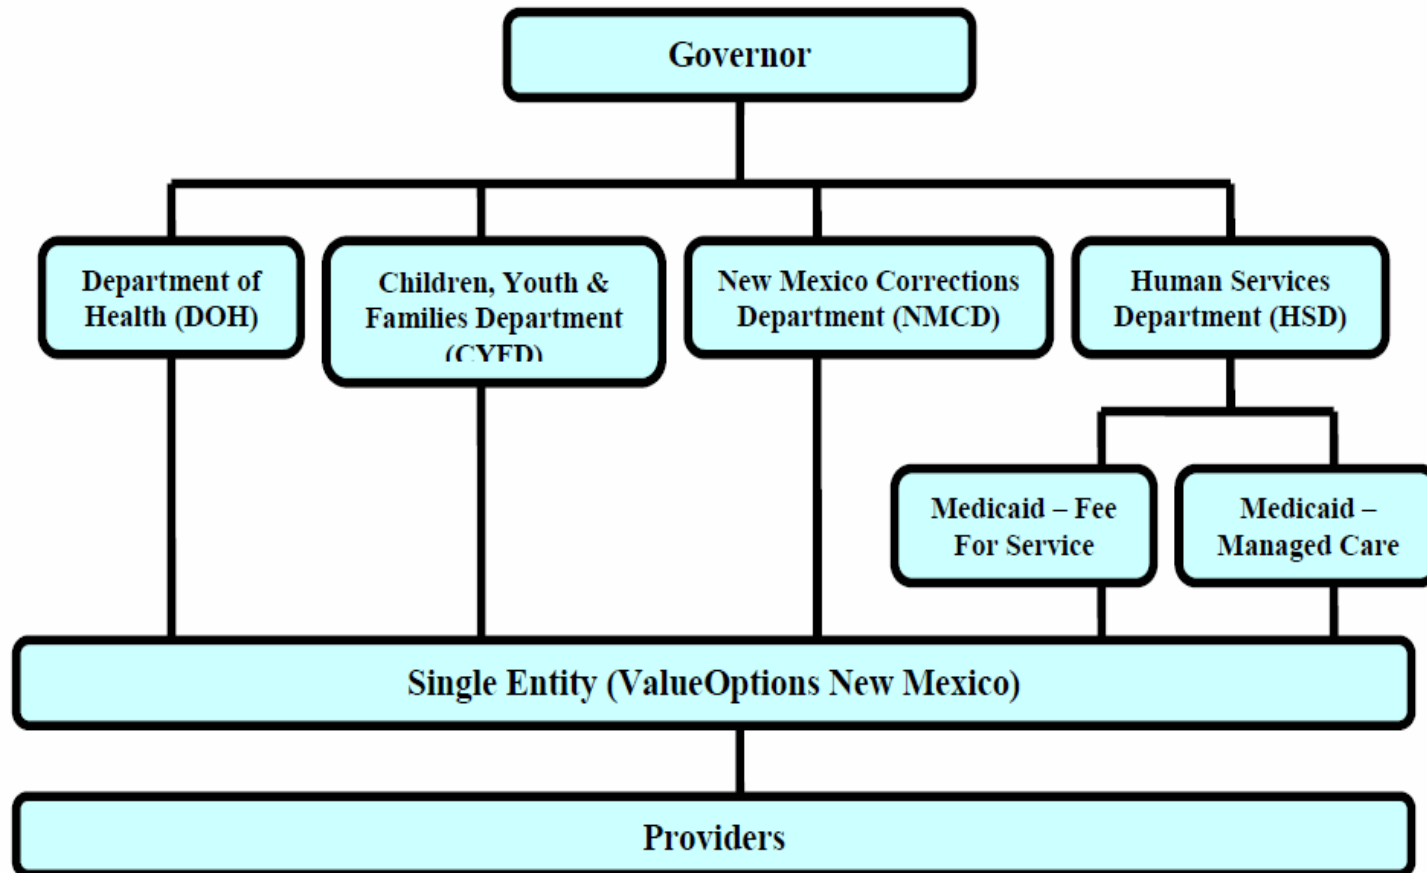 Governor
Department of
Health (DOH)
Children, Youth &
Families Department
(CYFD)
New Mexico Corrections
Department (NMCD)
Human Services
Department (HSD)
Medicaid – Fee
For Service
Medicaid –
Managed Care
Single Entity (ValueOptions New Mexico)
Providers